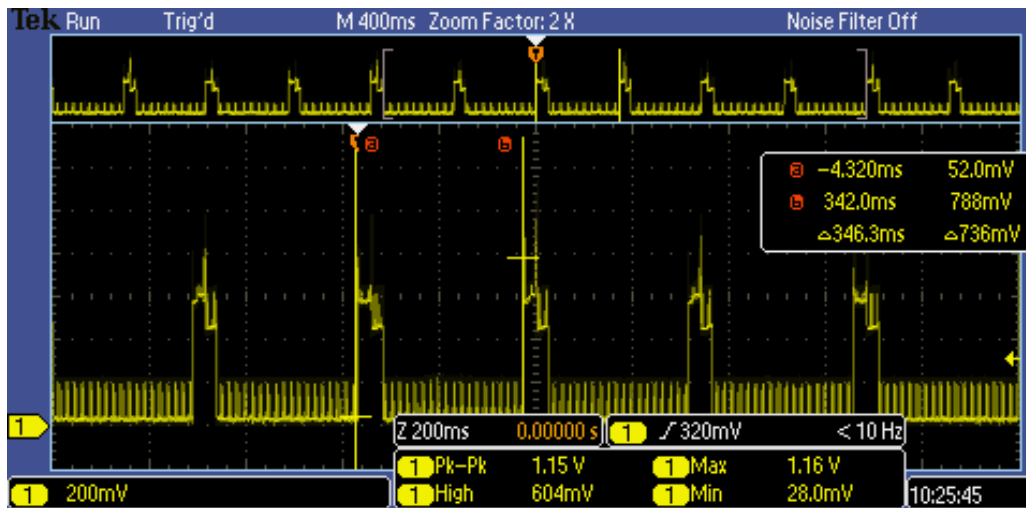 Tek Run Trig'd M 400ms Zoom Factor: 2 X Noise Filter Off
T
a b
a −4.320ms 52.0mV
b 342.0ms 788mV
△346.3ms △736mV
1
Z 200ms 0.00000 s 1 320mV < 10 Hz
1 Pk−Pk 1.15 V 1 Max 1.16 V
1 200mV 1 High 604mV 1 Min 28.0mV 10:25:45